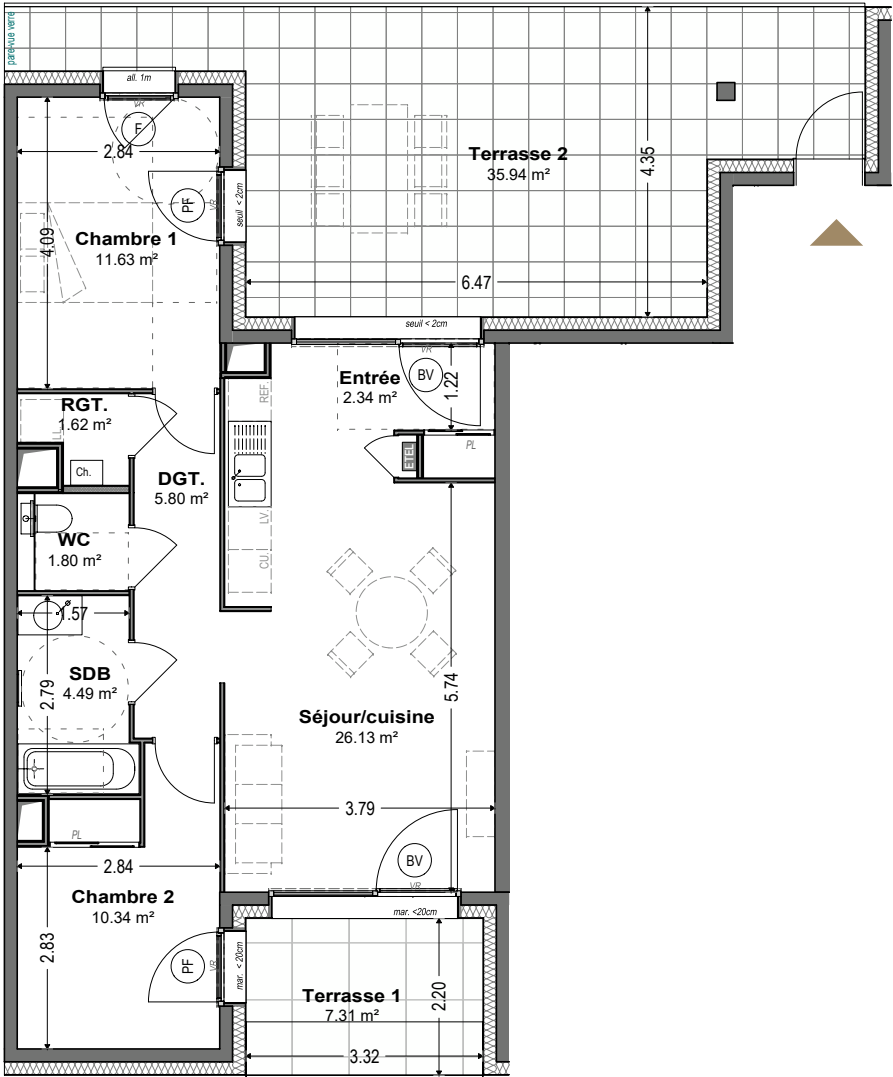 pare-vue verre
all. 1m
VR
F
2.84
Terrasse 2
35.94 m²
4.35
PF
VR
seuil < 2cm
4.09
Chambre 1
11.63 m²
6.47
seuil < 2cm
VR
BV
Entrée
2.34 m²
1.22
REF.
RGT.
1.62 m²
LL
Ch.
ETEL
PL
DGT.
5.80 m²
LV.
WC
1.80 m²
CU.
1.57
SDB
4.49 m²
2.79
5.74
Séjour/cuisine
26.13 m²
3.79
PL
BV
VR
2.84
Chambre 2
10.34 m²
mar. <20cm
2.83
PF
VR
mar. < 20cm
Terrasse 1
7.31 m²
2.20
3.32